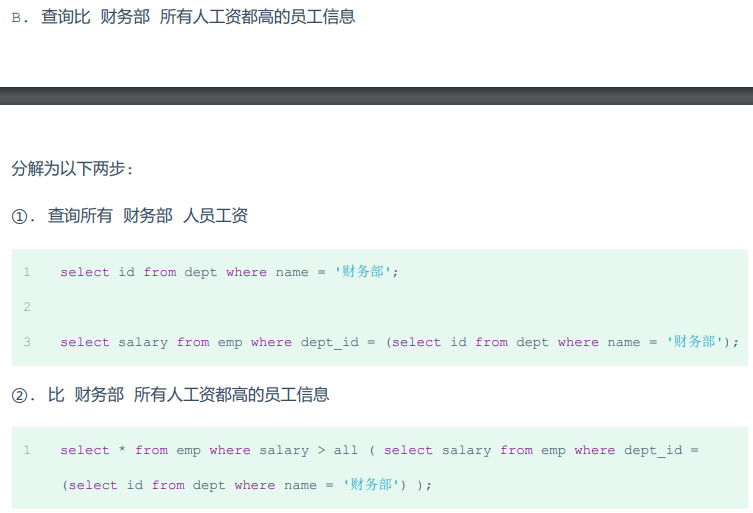 B. 查询比 财务部 所有人工资都高的员工信息
分解为以下两步:
①. 查询所有 财务部 人员工资
1 select id from dept where name = '财务部';
2
3 select salary from emp where dept_id = (select id from dept where name = '财务部');
②. 比 财务部 所有人工资都高的员工信息
1 select * from emp where salary > all ( select salary from emp where dept_id =
(select id from dept where name = '财务部') );